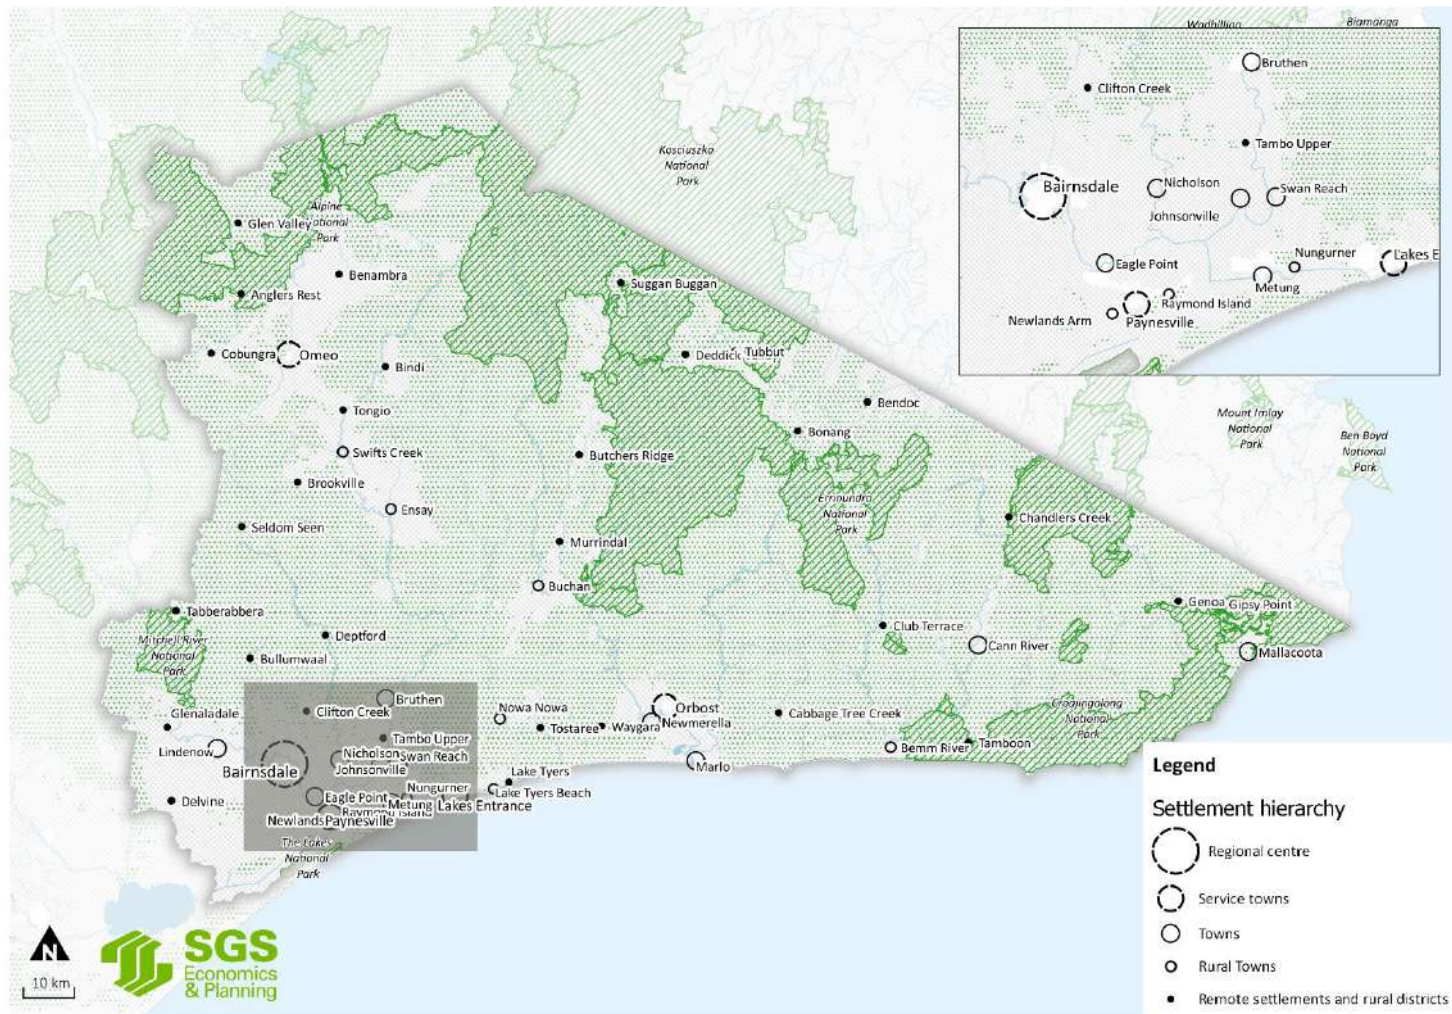 Wadbilliga
Biamanga
Bruthen
Clifton Creek
Tambo Upper
Bairnsdale
Nicholson
Swan Reach
Johnsonville
Nungurner
Lakes E
Eagle Point
Metung
Raymond Island
Newlands Arm
Paynesville
Kosciuszko
National
Park
Alpine
National
Park
Glen Valley
Benambra
Anglers Rest
Suggan Buggan
Cobungra
Omeo
Bindi
Deddick
Tubbut
Tongio
Bendoc
Bonang
Mount Imlay
National
Park
Ben Boyd
National
Park
Swifts Creek
Butchers Ridge
Brookville
Ensay
Errinundra
National
Park
Seldom Seen
Chandlers Creek
Murrindal
Buchan
Tabberabbera
Genoa
Gipsy Point
Mitchell River
National
Park
Deptford
Club Terrace
Cann River
Mallacoota
Bullumwaal
Bruthen
Clifton Creek
Glenaladale
Nowa Nowa
Orbost
Newmerella
Tostaree
Waygara
Cabbage Tree Creek
Croajingolong
National
Park
Tambo Upper
Lindenow
Nicholson
Swan Reach
Johnsonville
Bairnsdale
Bemm River
Tamboon
Marlo
Lake Tyers
Lake Tyers Beach
Nungurner
Delvine
Eagle Point
Metung
Lakes Entrance
Raymond Island
Newlands
Paynesville
The Lakes
National
Park
Legend
Settlement hierarchy
Regional centre
Service towns
Towns
Rural Towns
Remote settlements and rural districts
N
10 km
SGS
Economics
& Planning